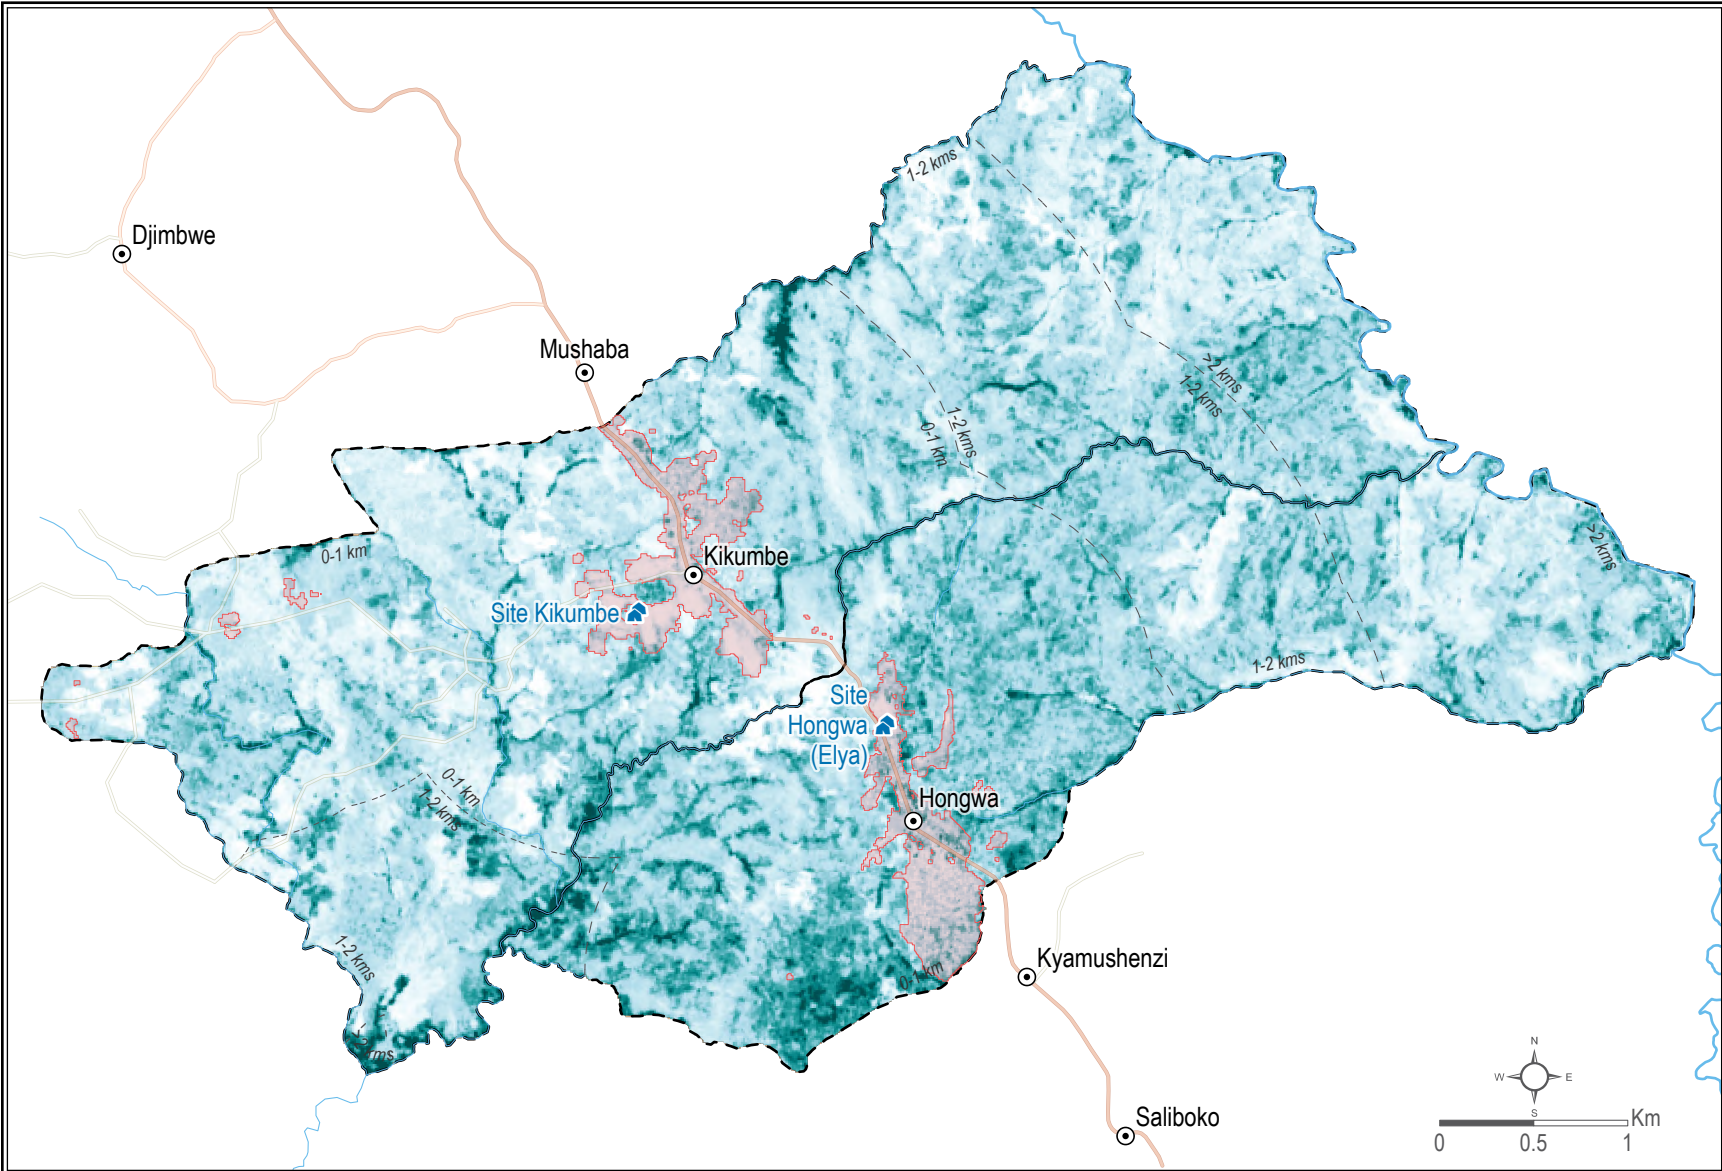 1-2 kms
Djimbwe
Mushaba
>2 kms
1-2 kms
1-2 kms
0-1 km
0-1 km
>2 kms
Kikumbe
Site Kikumbe
1-2 kms
Site
Hongwa
(Elya)
0-1 km
1-2 kms
Hongwa
1-2 kms
0-1 km
Kyamushenzi
>2 kms
N
W
E
S
Saliboko
Km
0
0.5
1